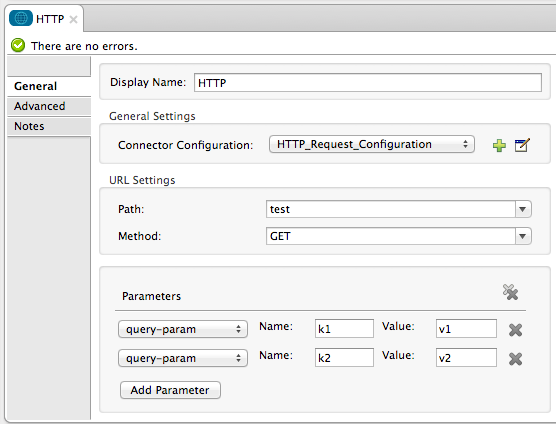 HTTP
There are no errors.
General
Advanced
Notes
Display Name: HTTP
General Settings
Connector Configuration: HTTP_Request_Configuration
URL Settings
Path: test
Method: GET
Parameters
query-param Name: k1 Value: v1
query-param Name: k2 Value: v2
Add Parameter